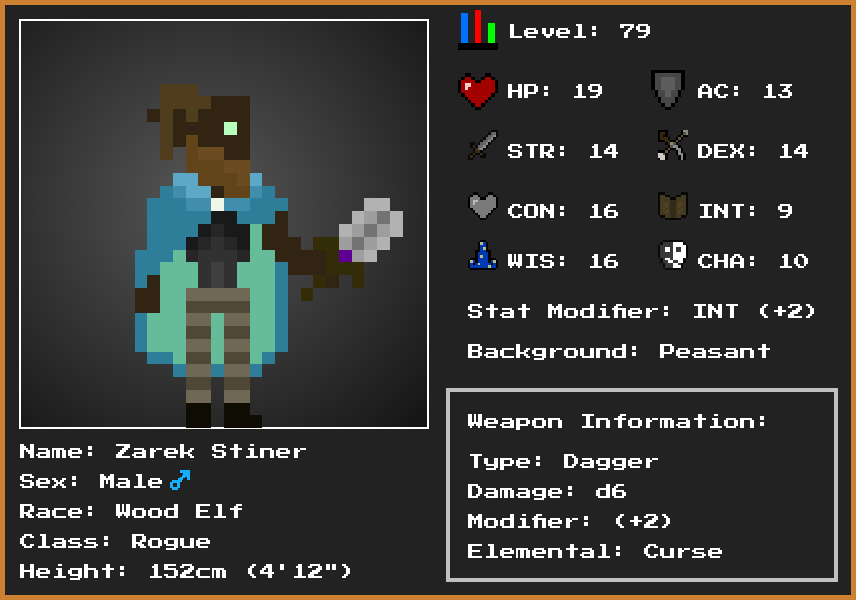 Level: 79
HP: 19 AC: 13
STR: 14 DEX: 14
CON: 16 INT: 9
WIS: 16 CHA: 10
Stat Modifier: INT (+2)
Background: Peasant
Weapon Information:
Type: Dagger
Damage: d6
Modifier: (+2)
Elemental: Curse
Name: Zarek Stiner
Sex: Male♂
Race: Wood Elf
Class: Rogue
Height: 152cm (4'12")